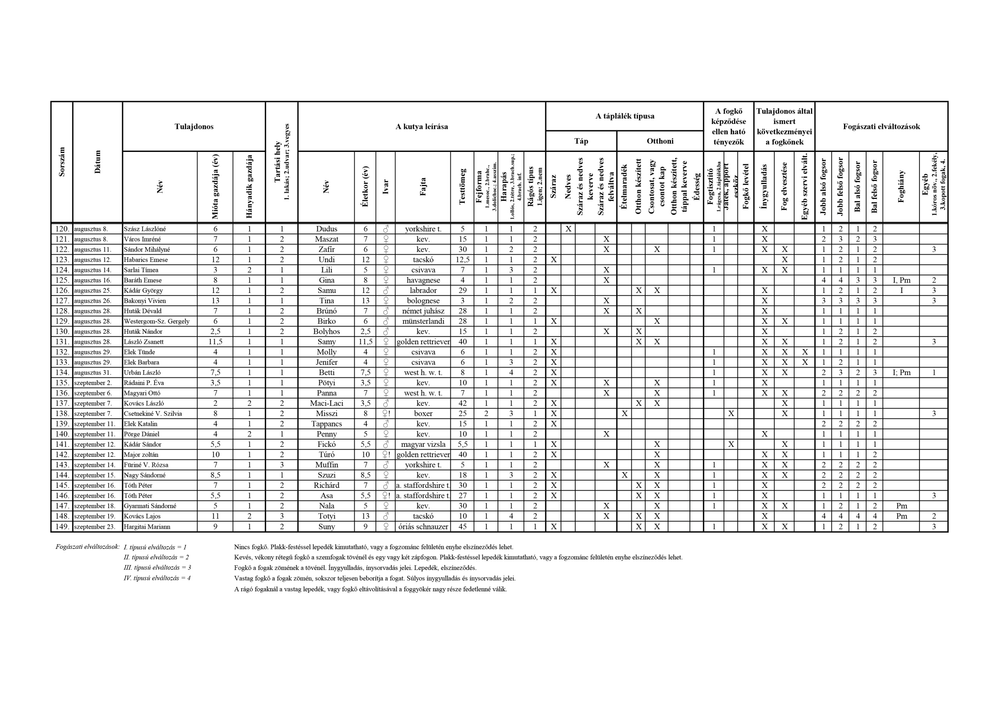 Sorszám
Dátum
Tulajdonos
Tartási hely
1. lakás; 2.udvar; 3.vegyes
A kutya leírása
A táplálék típusa
A fogkő
képződése
ellen ható
tényezők
Tulajdonos által
ismert
következményei
a fogkőnek
Fogászati elváltozások
Táp
Otthoni
Név
Mióta gazdája (év)
Hányadik gazdája
Név
Életkor (év)
Ivar
Fajta
Testtömeg
Fejforma
1.mesoc., 2.brahc.,
3.dolichoc.; 4.asszim.
Harapás
1.ollós, 2.tétre, 3.brach.sup.;
4.brach. inf.
Rágós típus
1.igen; 2.nem
Száraz
Nedves
Száraz és nedves
keverve
Száraz és nedves
felváltva
Ételmaradék
Otthon készített
Csontosat, vagy
csontot kap
Otthon készített,
táppal keverve
Édesség
Fogtisztító
1.rágcsa, 2.táplálékba
Játék, apport
eszköz
Fogkő levétel
Ínygyulladás
Fog elvesztése
Egyéb szervi elvált.
Jobb alsó fogsor
Jobb felső fogsor
Bal alsó fogsor
Bal felső fogsor
Foghiány
Egyéb
1.kóros növ., 2.fekély,
3.kopott fogak, 4.
120. augusztus 8. Szász Lászlóné 6 1 1 Dudus 6 ♂ yorkshire t. 5 1 1 2 X 1 X 1 2 1 2
121. augusztus 8. Város Imréné 7 1 2 Maszat 7 ♀ kev. 15 1 1 2 X 1 X 2 3 2 3
122. augusztus 11. Sándor Mihályné 6 1 2 Zafír 6 ♀ kev. 30 1 2 2 X X 1 X X 1 2 1 2 3
123. augusztus 12. Habarics Emese 12 1 2 Undi 12 ♀ tacskó 12,5 1 1 2 X X 1 2 1 2
124. augusztus 14. Sarlai Tímea 3 2 1 Lili 5 ♀ csivava 7 1 3 2 X 1 X X 1 1 1 1
125. augusztus 16. Baráth Emese 8 1 1 Gina 8 ♀ havagnese 4 1 1 2 X 4 4 3 3 I, Pm 2
126. augusztus 25. Kádár György 12 1 2 Samu 12 ♂ labrador 29 1 1 1 X X X X 1 2 1 2 I 3
127. augusztus 26. Bakonyi Vivien 13 1 1 Tina 13 ♀ bolognese 3 1 2 2 X X 3 3 3 3 3
128. augusztus 28. Huták Dévald 7 1 2 Brúnó 7 ♂ német juhász 28 1 1 2 X X X 1 1 1 1
129. augusztus 28. Westergom-Sz. Gergely 6 1 2 Birko 6 ♂ münsterlandi 28 1 1 1 X X X X 1 1 1 1
130. augusztus 28. Huták Nándor 2,5 1 2 Bolyhos 2,5 ♂ kev. 15 1 1 2 X X X 1 2 1 2
131. augusztus 28. László Zsanett 11,5 1 1 Samy 11,5 ♀ golden rettriever 40 1 1 1 X X X X X 1 2 1 2 3
132. augusztus 29. Elek Tünde 4 1 1 Molly 4 ♀ csivava 6 1 1 2 X 1 X X X 1 1 1 1
133. augusztus 29. Elek Barbara 4 1 1 Jenifer 4 ♀ csivava 6 1 3 2 X 1 X X X 1 2 1 1
134. augusztus 31. Urbán László 7,5 1 1 Betti 7,5 ♀ west h. w. t. 8 1 4 2 X 1 X X 2 3 2 3 I; Pm 1
135. szeptember 2. Rádaini P. Éva 3,5 1 1 Pötyi 3,5 ♀ kev. 10 1 1 2 X X X 1 X 1 1 1 1
136. szeptember 6. Magyari Ottó 7 1 1 Panna 7 ♀ west h. w. t. 7 1 1 2 X X 1 X X 2 2 2 2
137. szeptember 7. Kovács László 2 2 2 Maci-Laci 3,5 ♂ kev. 42 1 1 2 X X X X 1 1 1 1
138. szeptember 7. Csetnekiné V. Szilvia 8 1 2 Misszi 8 ♀! boxer 25 2 3 1 X X X X 1 1 1 1 3
139. szeptember 11. Elek Katalin 4 1 2 Tappancs 4 ♂ kev. 15 1 1 2 X 2 2 2 2
140. szeptember 11. Pörge Dániel 4 2 1 Penny 5 ♀ kev. 10 1 1 2 X X 1 1 1 1
141. szeptember 12. Kádár Sándor 5,5 1 2 Fickó 5,5 ♂ magyar vizsla 5,5 1 1 1 X X X X 1 1 1 1
142. szeptember 12. Major zoltán 10 1 2 Túró 10 ♀! golden rettriever 40 1 1 2 X X X X 1 1 1 2
143. szeptember 14. Füriné V. Rózsa 7 1 3 Muffin 7 ♂ yorkshire t. 5 1 1 2 X X 1 X X 2 2 2 2
144. szeptember 15. Nagy Sándorné 8,5 1 1 Szuzi 8,5 ♀ kev. 18 1 3 2 X X X 1 X X 2 2 2 2
145. szeptember 16. Tóth Péter 7 1 2 Richárd 7 ♂ a. staffordshire t. 30 1 1 2 X X X 1 X 2 2 2 2
146. szeptember 16. Tóth Péter 5,5 1 2 Asa 5,5 ♀! a. staffordshire t. 27 1 1 2 X X X 1 X 1 1 1 1 3
147. szeptember 18. Gyarmati Sándorné 5 1 2 Nala 5 ♀ kev. 30 1 1 2 X X 1 X X 1 2 1 2 Pm
148. szeptember 19. Kovács Lajos 11 2 3 Totyi 13 ♂ tacskó 10 1 4 2 X X X X 4 4 4 4 Pm 2
149. szeptember 23. Hargitai Mariann 9 1 2 Suny 9 ♀ óriás schnauzer 45 1 1 1 X X X 1 X X 1 2 1 2 3
Fogászati elváltozások: I. típusú elváltozás = 1 Nincs fogkő. Plakk-festéssel lepedék kimutatható, vagy a fogzománc felületén enyhe elszíneződés lehet.
II. típusú elváltozás = 2 Kevés, vékony rétegű fogkő a szemfogak tövénél és egy vagy két zápfogon. Plakk-festéssel lepedék kimutatható, vagy a fogzománc felületén enyhe elszíneződés lehet.
III. típusú elváltozás = 3 Fogkő a fogak zömének a tövénél. Ínygyulladás, ínysorvadás jelei. Lepedék, elszíneződés.
IV. típusú elváltozás = 4 Vastag fogkő a fogak zömén, sokszor teljesen beborítja a fogat. Súlyos ínygyulladás és ínysorvadás jelei.
A rágó fogaknál a vastag lepedék, vagy fogkő eltávolításával a foggyökér nagy része fedetlenné válik.